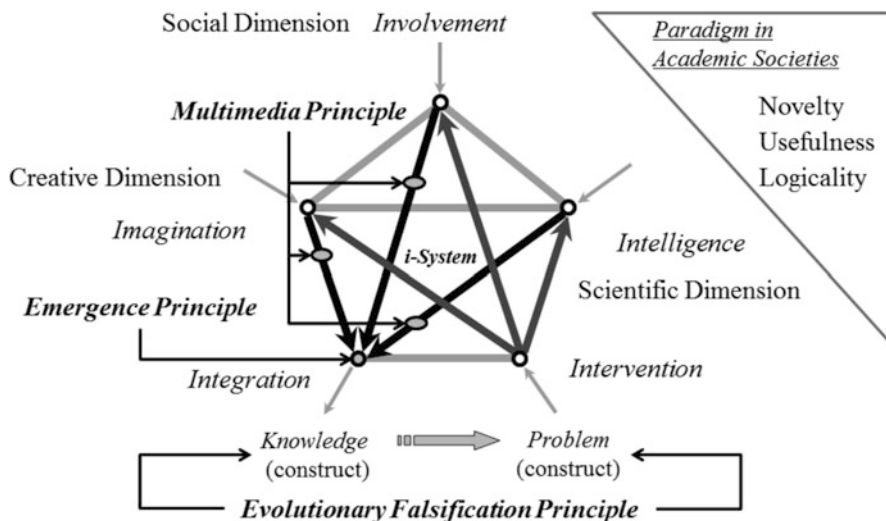 Social Dimension Involvement
Paradigm in
Academic Societies
Novelty
Usefulness
Logicality
Multimedia Principle
Creative Dimension
Imagination
i-System
Intelligence
Scientific Dimension
Emergence Principle
Integration
Intervention
Knowledge
(construct)
Problem
(construct)
Evolutionary Falsification Principle